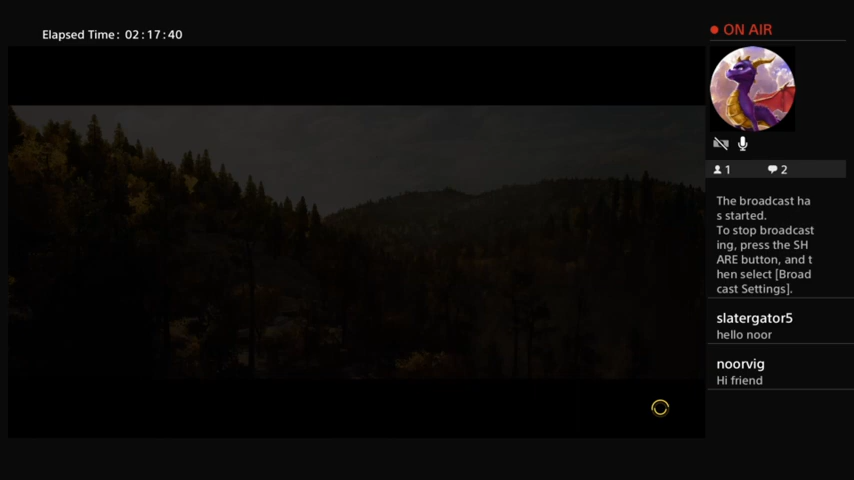 Elapsed Time: 02:17:40
ON AIR
1 2
The broadcast ha
s started.
To stop broadcast
ing, press the SH
ARE button, and t
hen select [Broad
cast Settings].
slatergator5
hello noor
noorvig
Hi friend